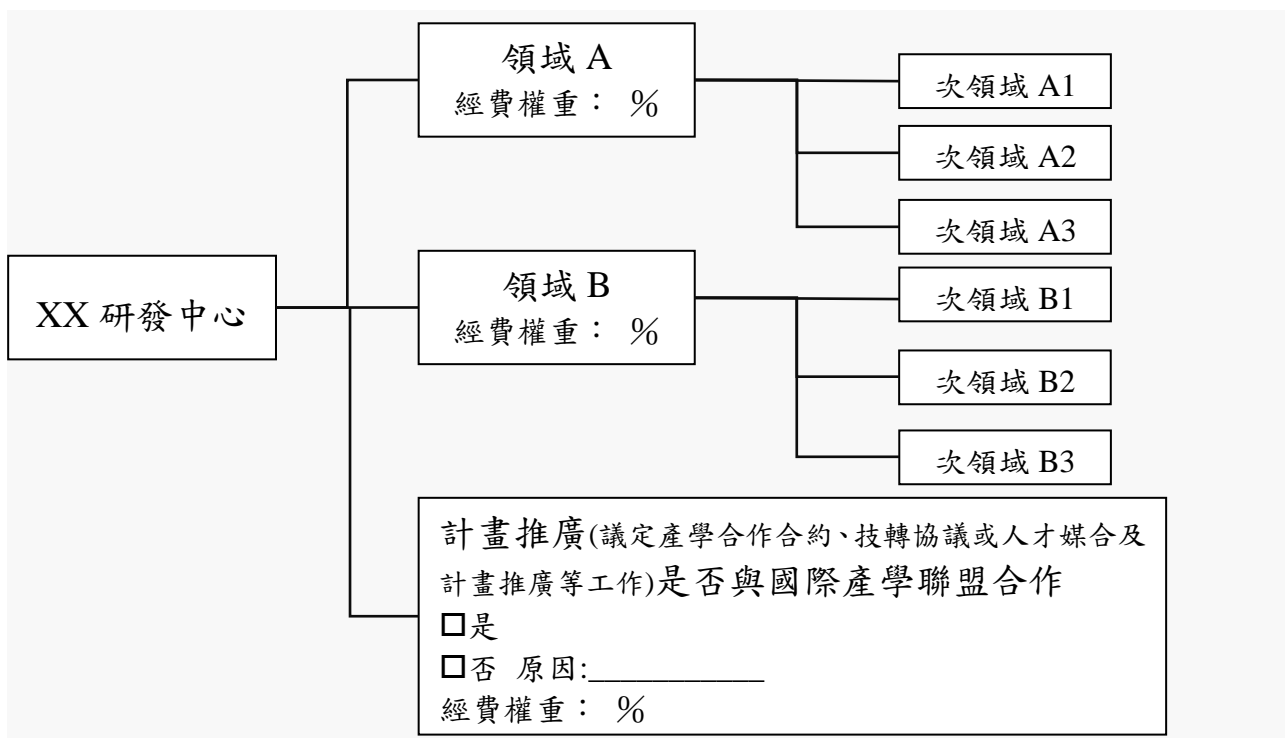 領域 A
經費權重： %
次領域 A1
次領域 A2
次領域 A3
XX 研發中心
領域 B
經費權重： %
次領域 B1
次領域 B2
次領域 B3
計畫推廣(議定產學合作合約、技轉協議或人才媒合及
計畫推廣等工作)是否與國際產學聯盟合作
□是
□否 原因:___________
經費權重： %